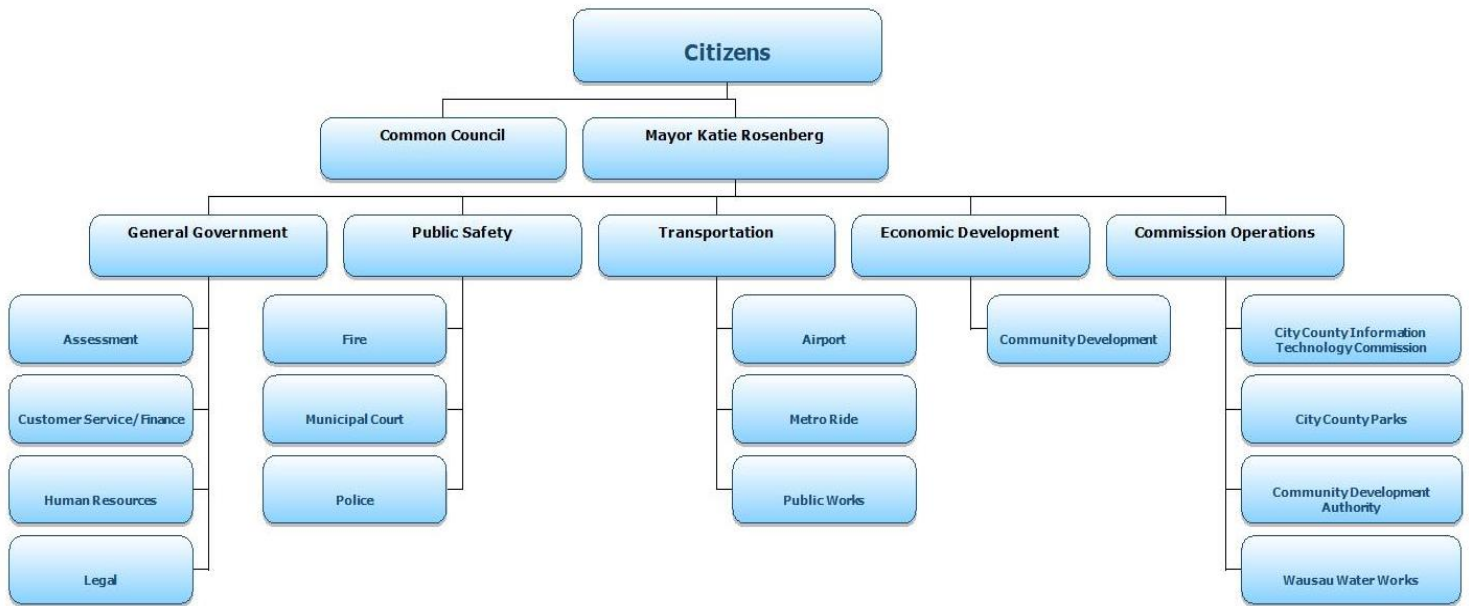 Citizens
Common Council
Mayor Katie Rosenberg
General Government
Public Safety
Transportation
Economic Development
Commission Operations
Assessment
Fire
Airport
Community Development
City County Information
Technology Commission
Customer Service/Finance
Municipal Court
Metro Ride
City County Parks
Human Resources
Police
Public Works
Community Development
Authority
Legal
Wausau Water Works